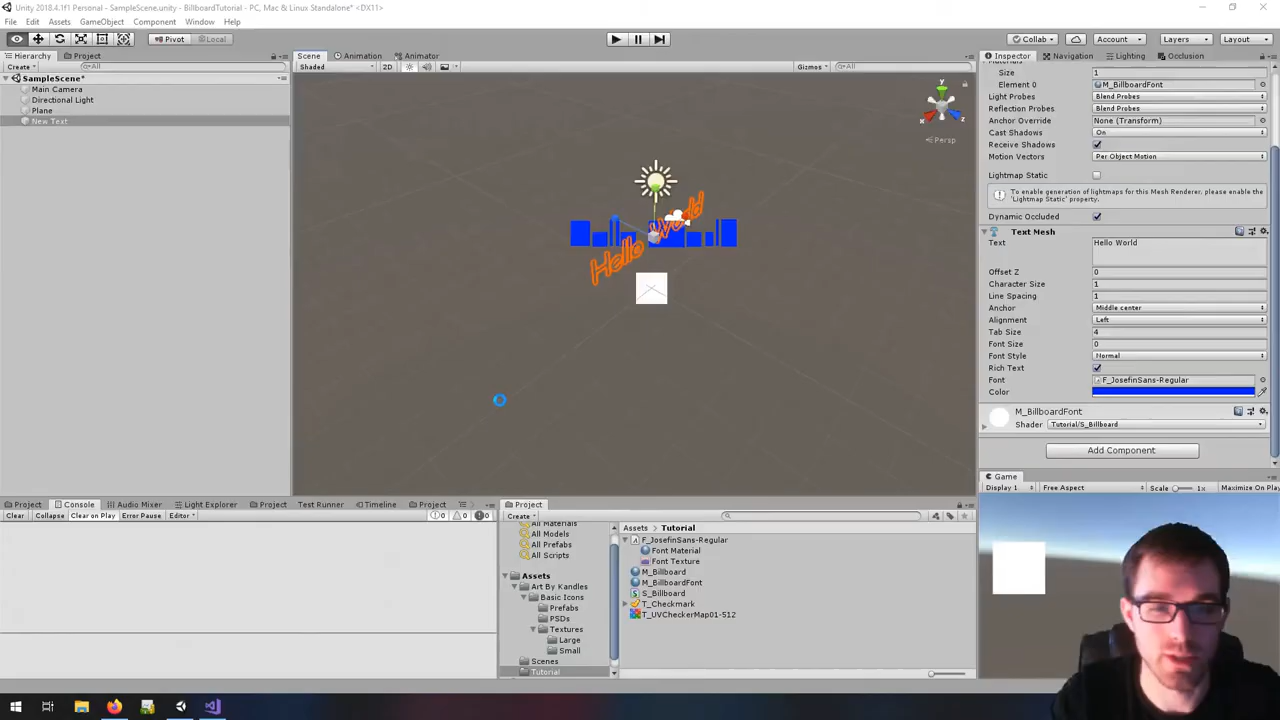 Unity 2018.4.1f1 Personal - SampleScene.unity - BillboardTutorial - PC, Mac & Linux Standalone* <DX11>
File Edit Assets GameObject Component Window Help
Pivot Local Collab Account Layers Layout
Hierarchy Project Scene Animation Animator Inspector Navigation Lighting Occlusion
Create All Shaded 2D Gizmos All
SampleScene*
Main Camera
Directional Light
Plane
New Text
y
x
z
Persp
Hello World
Size 1
Element 0 M_BillboardFont
Light Probes Blend Probes
Reflection Probes Blend Probes
Anchor Override None (Transform)
Cast Shadows On
Receive Shadows
Motion Vectors Per Object Motion
Lightmap Static
To enable generation of lightmaps for this Mesh Renderer, please enable the
'Lightmap Static' property.
Dynamic Occluded
Text Mesh
Text Hello World
Offset Z 0
Character Size 1
Line Spacing 1
Anchor Middle center
Alignment Left
Tab Size 4
Font Size 0
Font Style Normal
Rich Text
Font F_JosefinSans-Regular
Color
M_BillboardFont
Shader Tutorial/S_Billboard
Add Component
Game
Display 1 Free Aspect Scale 1x Maximize On Play
Project Console Audio Mixer Light Explorer Project Test Runner Timeline Project
Clear Collapse Clear on Play Error Pause Editor 0 0 0
Project
Create
All Materials
All Models
All Prefabs
All Scripts
Assets
Art By Kandles
Basic Icons
Prefabs
PSDs
Textures
Large
Small
Scenes
Tutorial
Assets Tutorial
F_JosefinSans-Regular
Font Material
Font Texture
M_Billboard
M_BillboardFont
S_Billboard
T_Checkmark
T_UVCheckerMap01-512